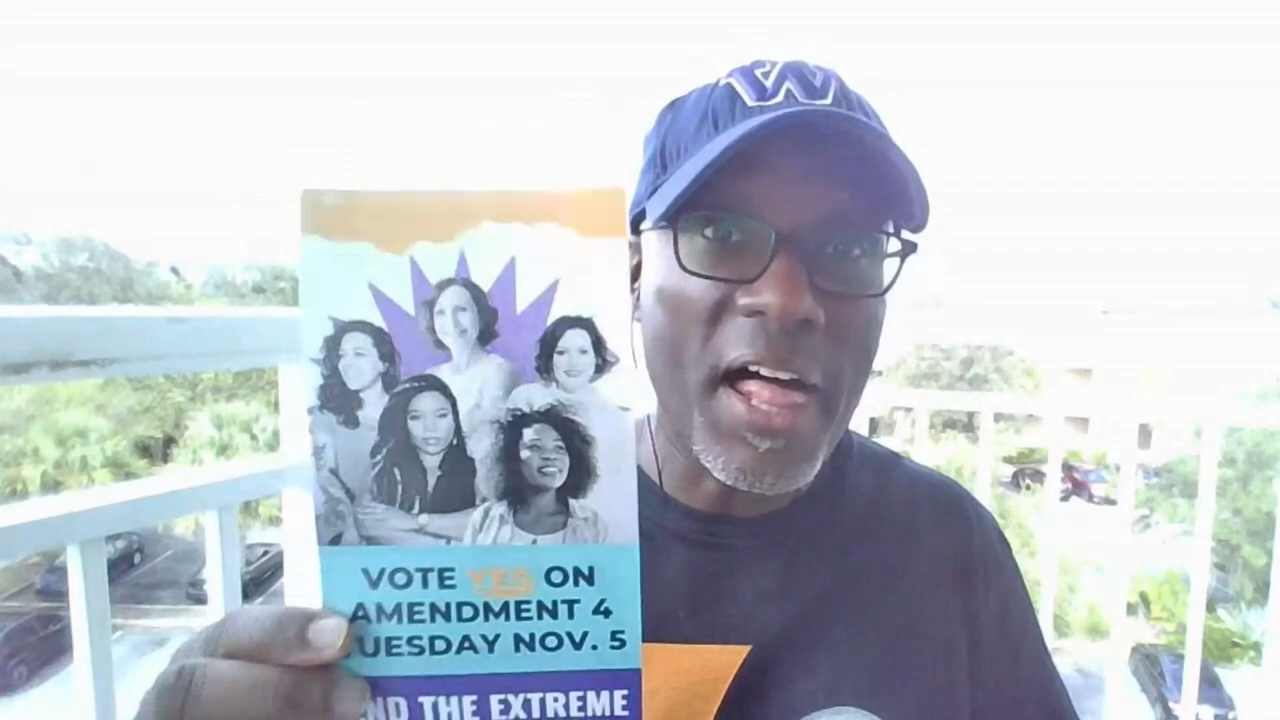 W
VOTE YES ON
AMENDMENT 4
UESDAY NOV. 5
ND THE EXTREME